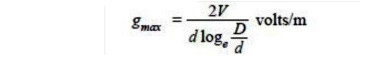 g_max = 2V / (d log_e D/d) volts/m